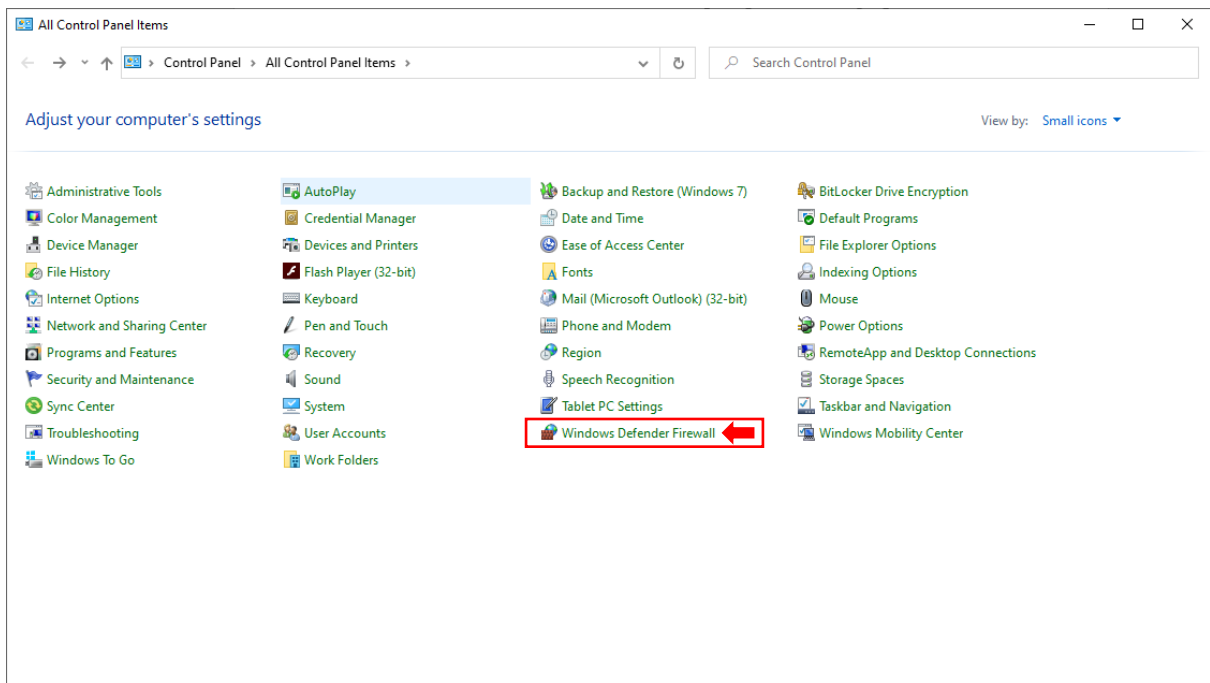 All Control Panel Items
Control Panel > All Control Panel Items >
Search Control Panel
Adjust your computer's settings
View by: Small icons
Administrative Tools AutoPlay Backup and Restore (Windows 7) BitLocker Drive Encryption
Color Management Credential Manager Date and Time Default Programs
Device Manager Devices and Printers Ease of Access Center File Explorer Options
File History Flash Player (32-bit) Fonts Indexing Options
Internet Options Keyboard Mail (Microsoft Outlook) (32-bit) Mouse
Network and Sharing Center Pen and Touch Phone and Modem Power Options
Programs and Features Recovery Region RemoteApp and Desktop Connections
Security and Maintenance Sound Speech Recognition Storage Spaces
Sync Center System Tablet PC Settings Taskbar and Navigation
Troubleshooting User Accounts Windows Defender Firewall Windows Mobility Center
Windows To Go Work Folders